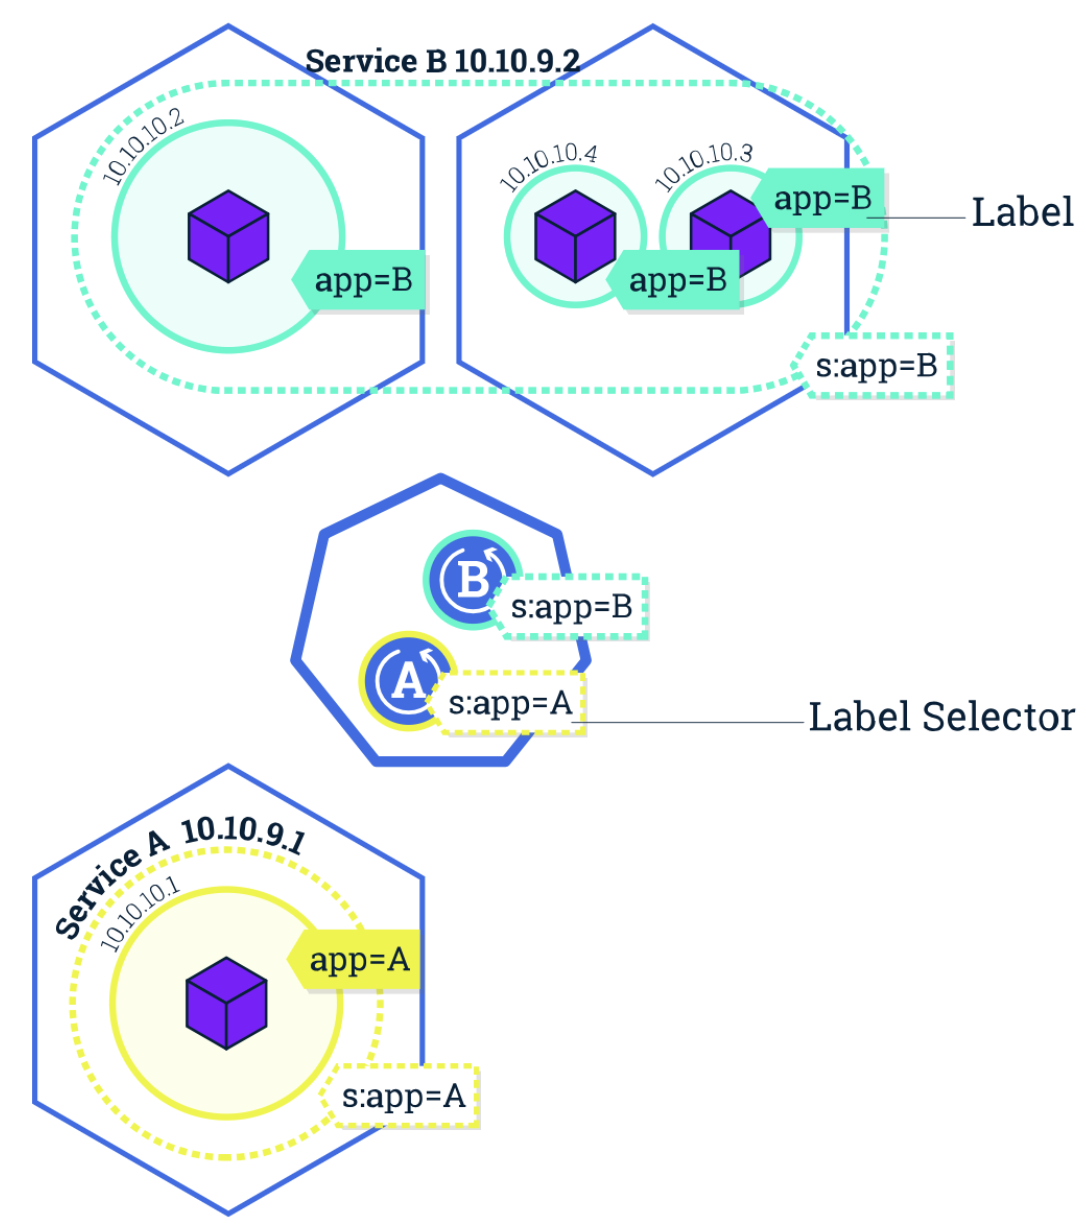 Service B 10.10.9.2
10.10.10.2
app=B
10.10.10.4
app=B
10.10.10.3
app=B
Label
s:app=B
B
s:app=B
A
s:app=A
Label Selector
Service A 10.10.9.1
10.10.10.1
app=A
s:app=A